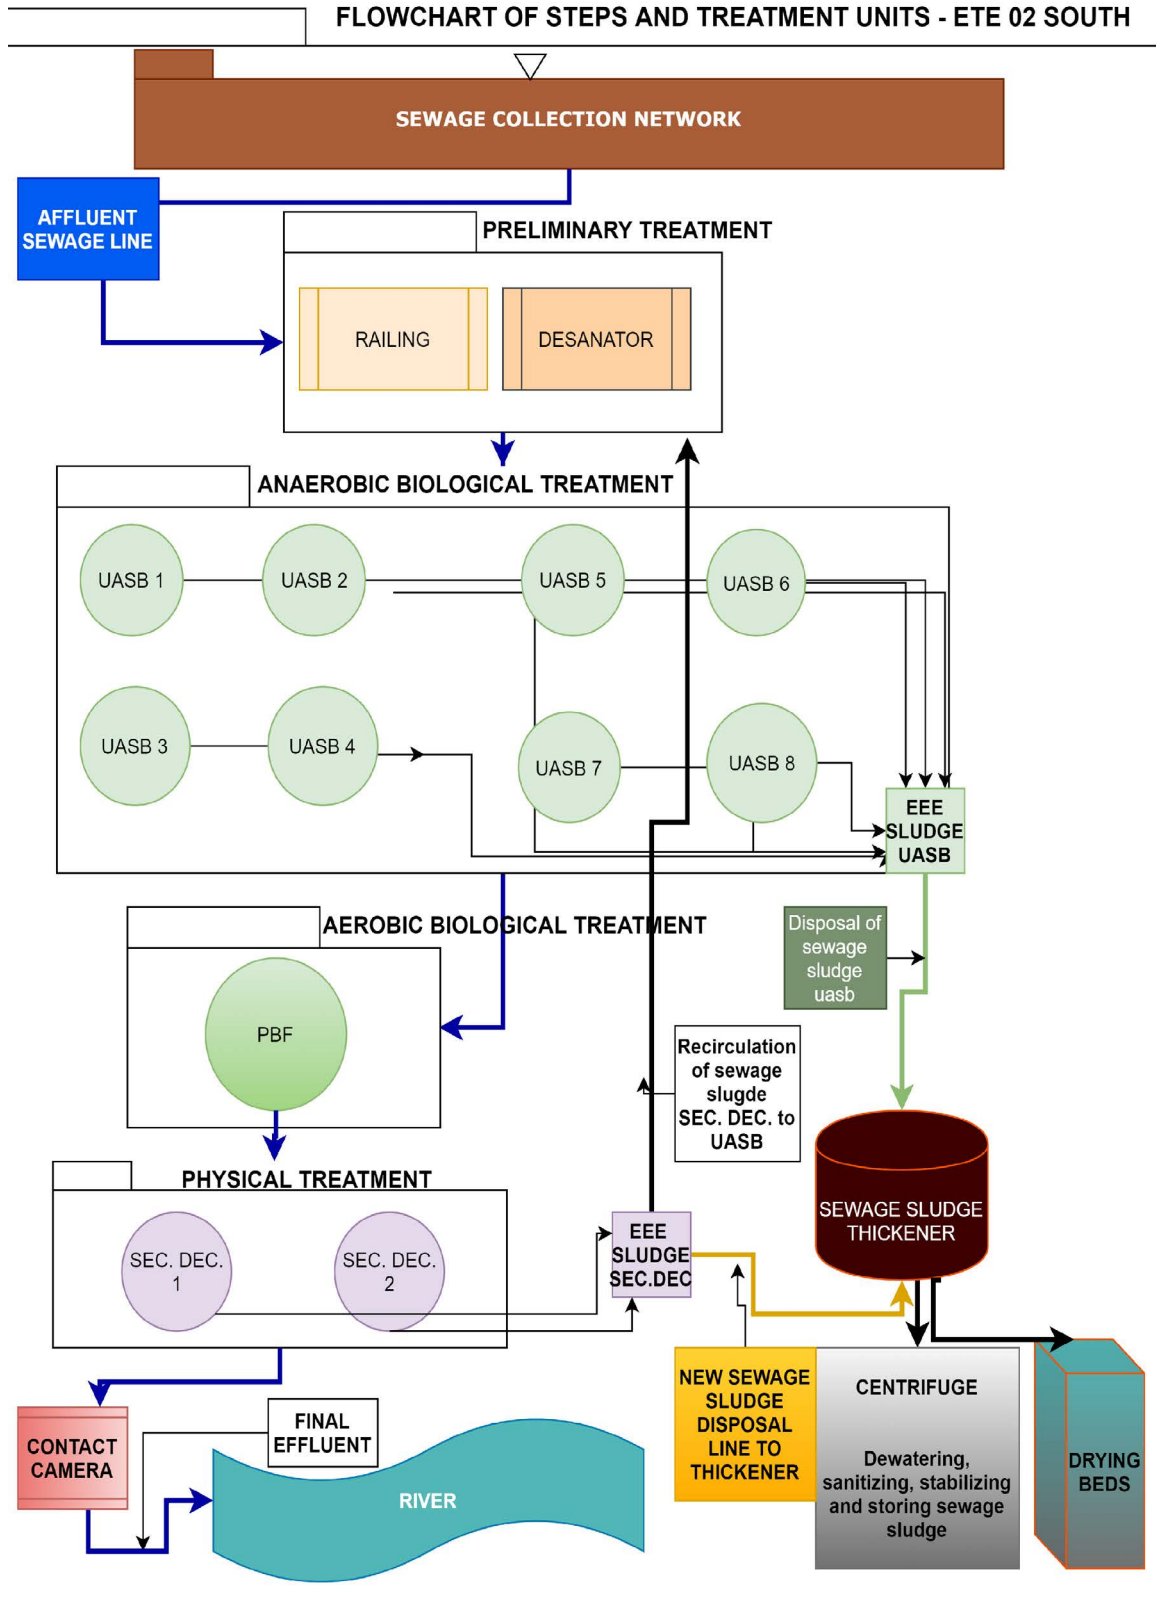 FLOWCHART OF STEPS AND TREATMENT UNITS - ETE 02 SOUTH
SEWAGE COLLECTION NETWORK
AFFLUENT
SEWAGE LINE
PRELIMINARY TREATMENT
RAILING
DESANATOR
ANAEROBIC BIOLOGICAL TREATMENT
UASB 1
UASB 2
UASB 5
UASB 6
UASB 3
UASB 4
UASB 7
UASB 8
EEE
SLUDGE
UASB
AEROBIC BIOLOGICAL TREATMENT
Disposal of
sewage
sludge
uasb
PBF
Recirculation
of sewage
slugde
SEC. DEC. to
UASB
PHYSICAL TREATMENT
SEC. DEC.
1
SEC. DEC.
2
EEE
SLUDGE
SEC.DEC
SEWAGE SLUDGE
THICKENER
NEW SEWAGE
SLUDGE
DISPOSAL
LINE TO
THICKENER
CENTRIFUGE
Dewatering,
sanitizing, stabilizing
and storing sewage
sludge
DRYING
BEDS
CONTACT
CAMERA
FINAL
EFFLUENT
RIVER